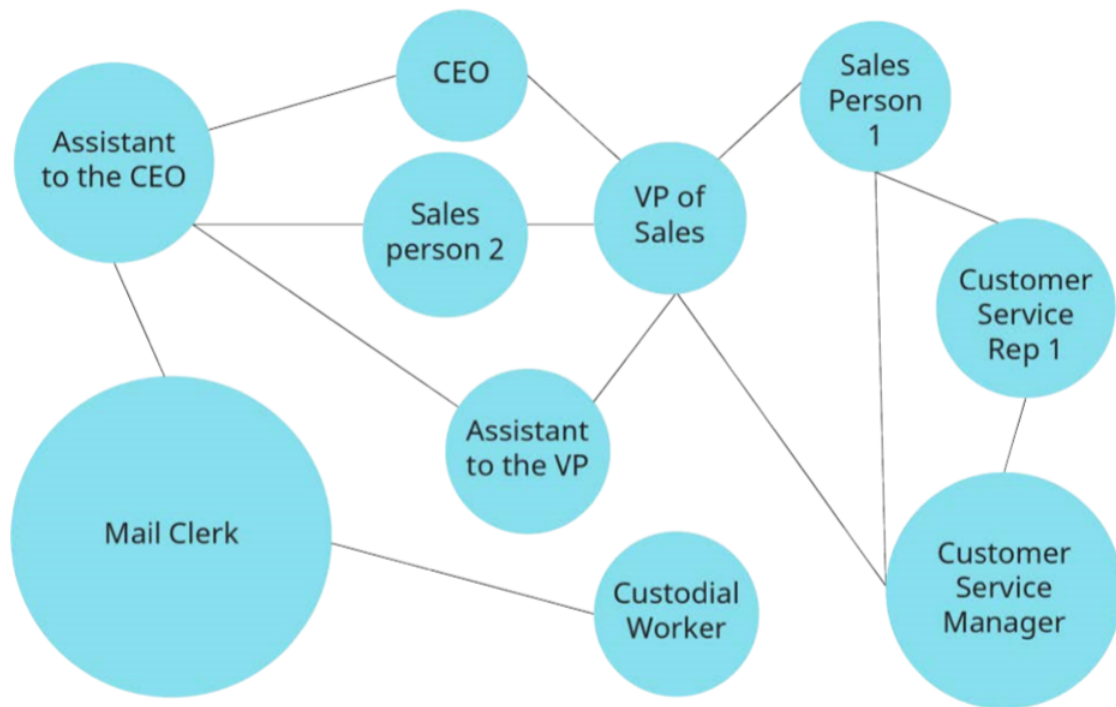 CEO
Sales
Person
1
Assistant
to the CEO
Sales
person 2
VP of
Sales
Customer
Service
Rep 1
Assistant
to the VP
Mail Clerk
Custodial
Worker
Customer
Service
Manager